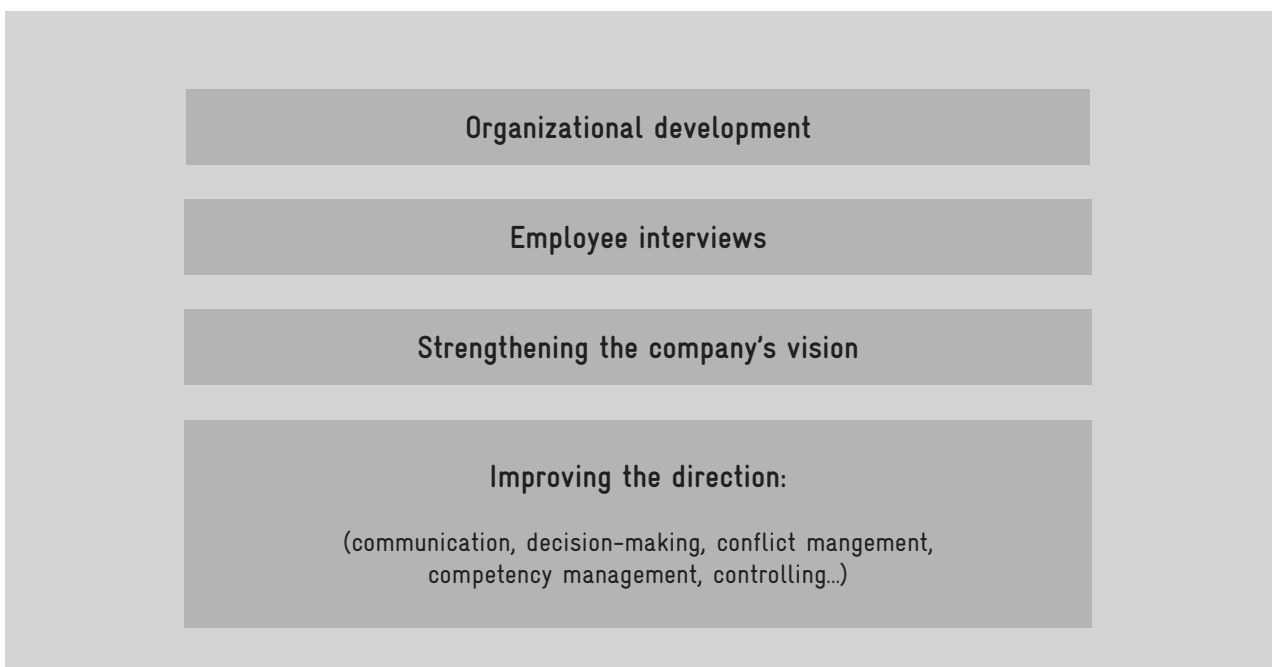 Organizational development
Employee interviews
Strengthening the company's vision
Improving the direction:
(communication, decision-making, conflict mangement,
competency management, controlling...)